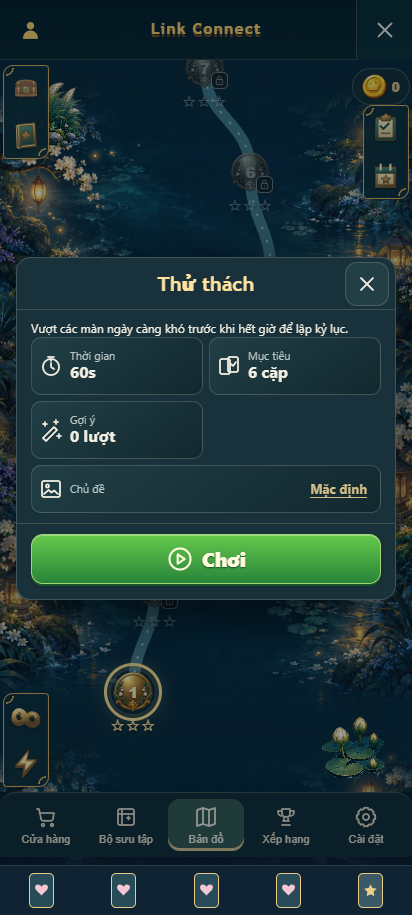 Link Connect
7
0
6
Thử thách
Vượt các màn ngày càng khó trước khi hết giờ để lập kỷ lục.
Thời gian
60s
Mục tiêu
6 cặp
Gợi ý
0 lượt
Chủ đề
Mặc định
Chơi
1
Cửa hàng
Bộ sưu tập
Bản đồ
Xếp hạng
Cài đặt